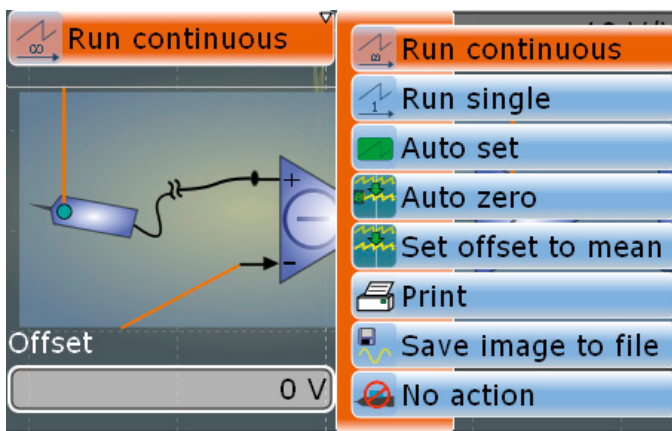 Run continuous
Offset
0 V
Run continuous
Run single
Auto set
Auto zero
Set offset to mean
Print
Save image to file
No action